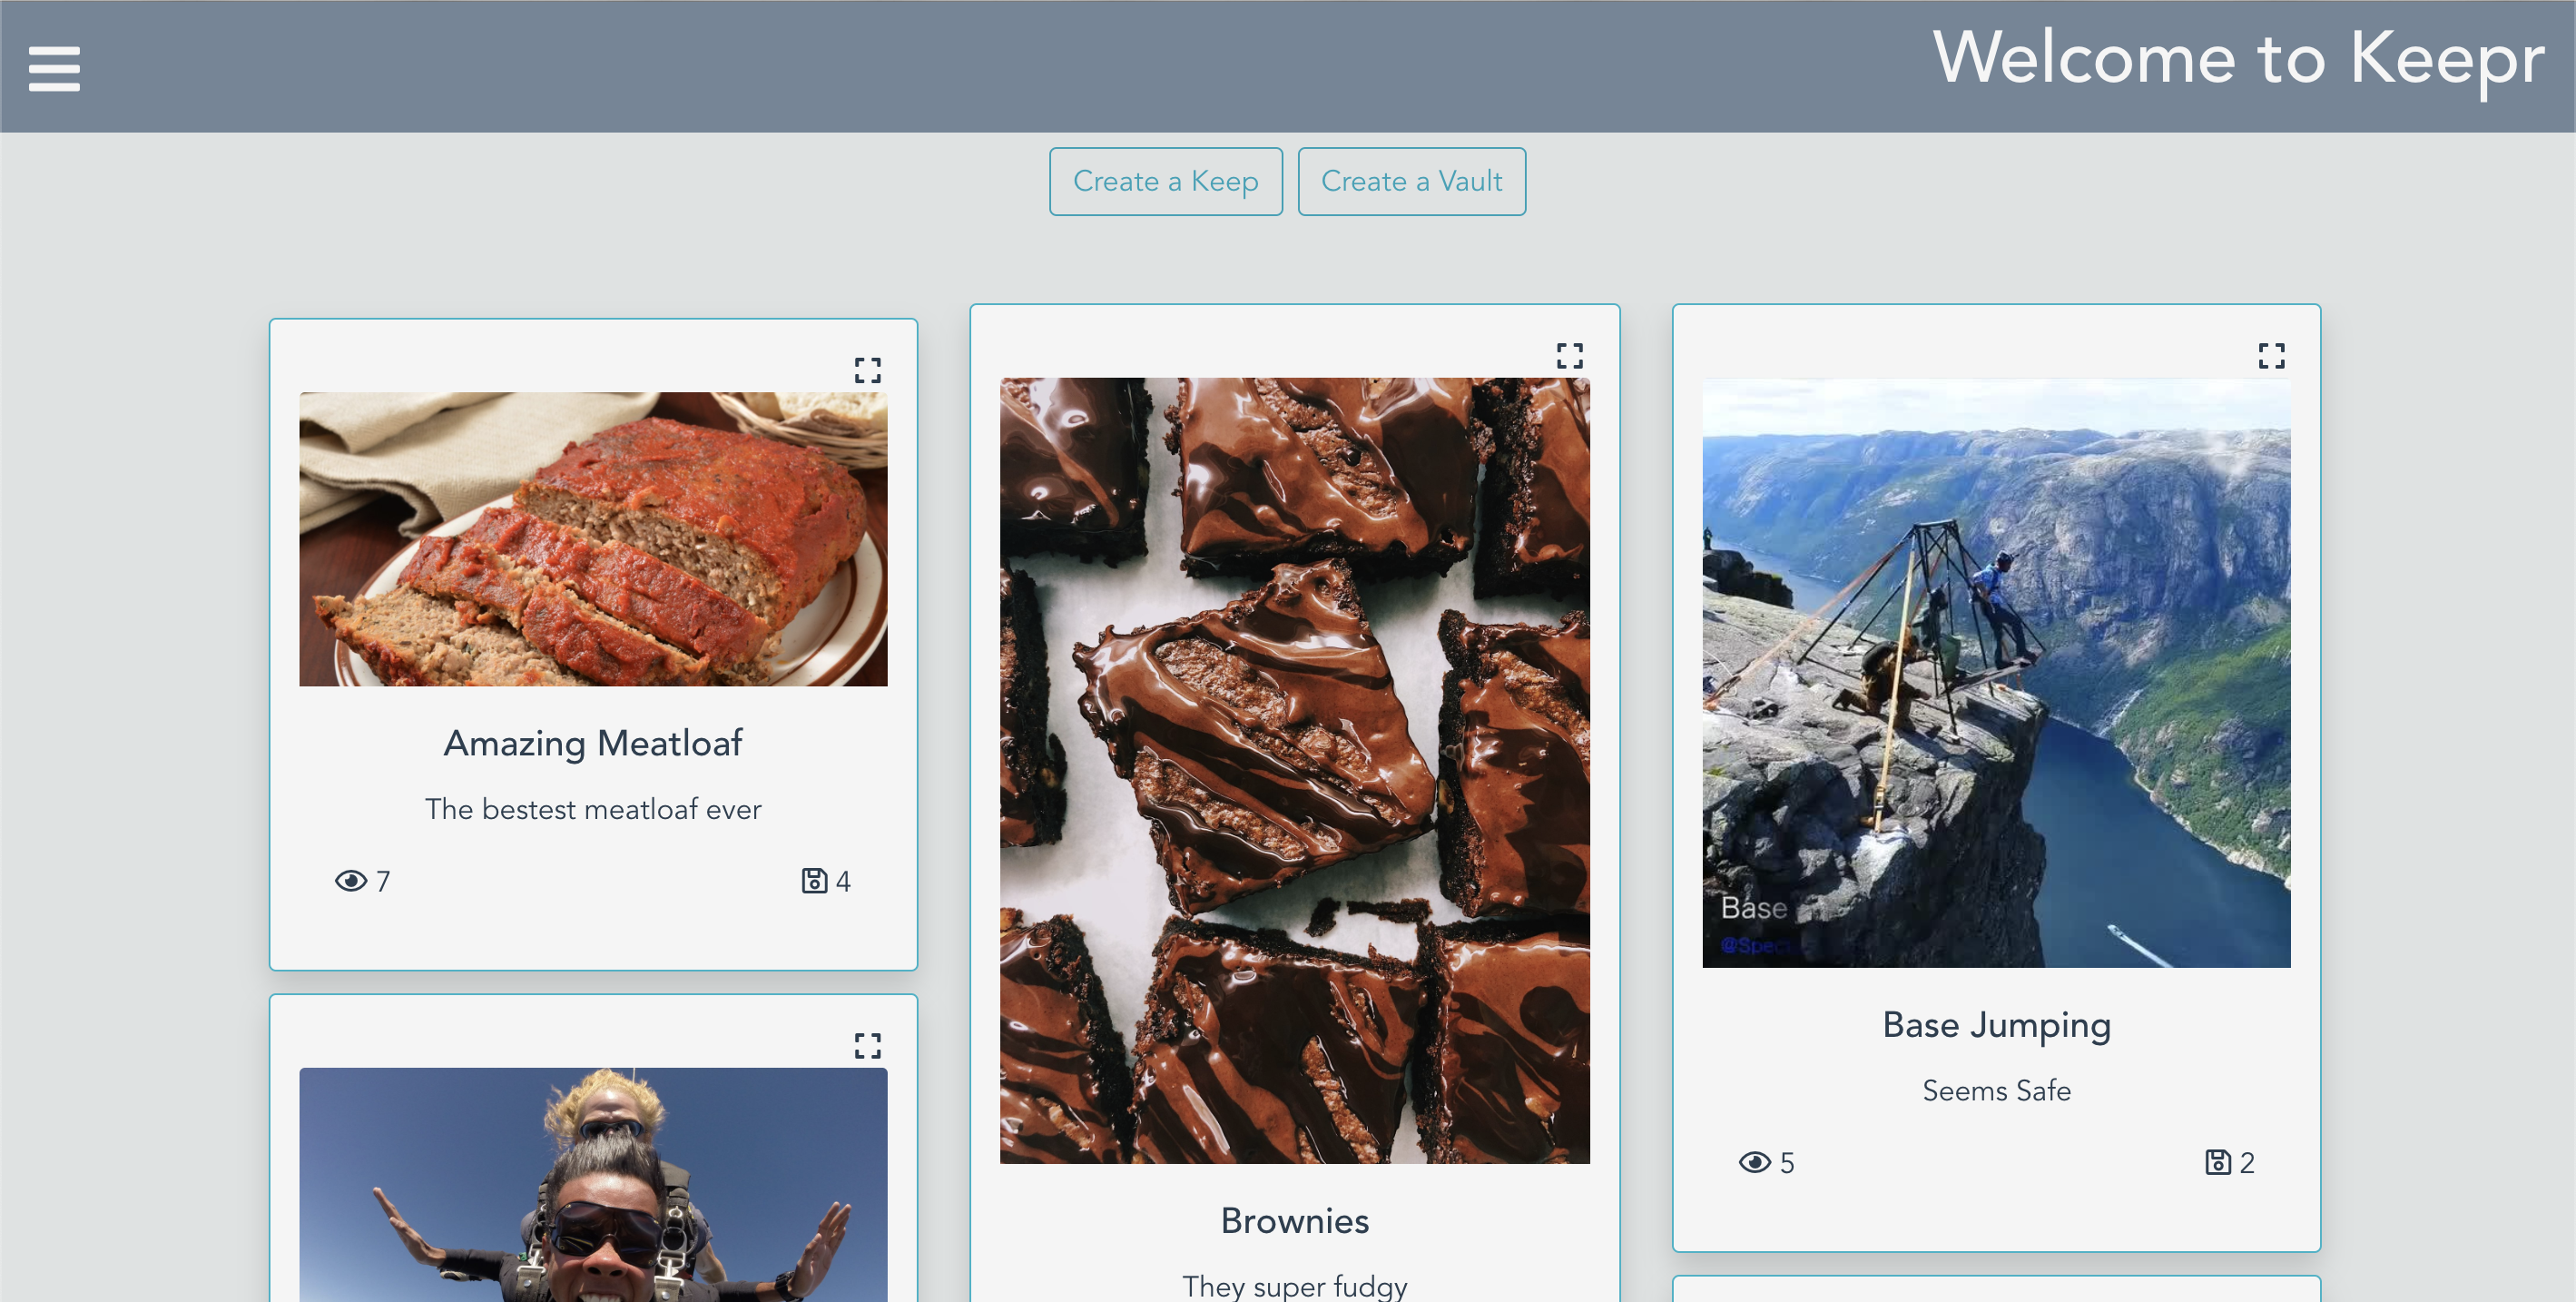 Welcome to Keepr
Create a Keep
Create a Vault
Amazing Meatloaf
The bestest meatloaf ever
7
4
Brownies
They super fudgy
Base
@Spec
Base Jumping
Seems Safe
5
2